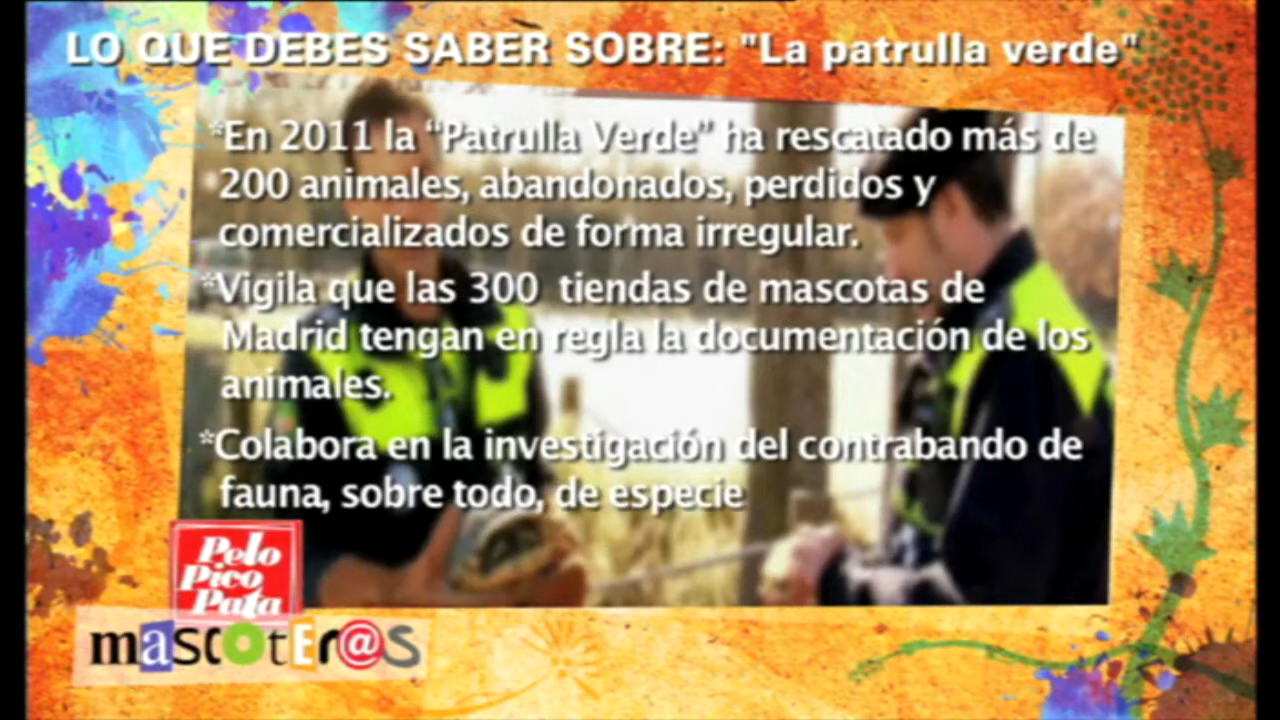 LO QUE DEBES SABER SOBRE: "La patrulla verde"
*En 2011 la “Patrulla Verde” ha rescatado más de
200 animales, abandonados, perdidos y
comercializados de forma irregular.
*Vigila que las 300 tiendas de mascotas de
Madrid tengan en regla la documentación de los
animales.
*Colabora en la investigación del contrabando de
fauna, sobre todo, de especie
Pelo
Pico
Pata
mascoter@s